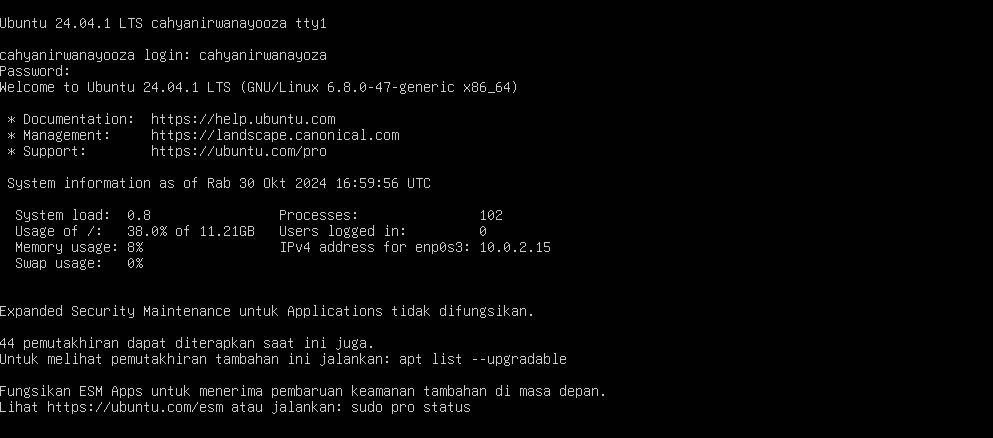 Ubuntu 24.04.1 LTS cahyanirwanayooza tty1
cahyanirwanayooza login: cahyanirwanayoza
Password:
Welcome to Ubuntu 24.04.1 LTS (GNU/Linux 6.8.0-47-generic x86_64)
* Documentation: https://help.ubuntu.com
* Management: https://landscape.canonical.com
* Support: https://ubuntu.com/pro
System information as of Rab 30 Okt 2024 16:59:56 UTC
System load: 0.8 Processes: 102
Usage of /: 38.0% of 11.21GB Users logged in: 0
Memory usage: 8% IPv4 address for enp0s3: 10.0.2.15
Swap usage: 0%
Expanded Security Maintenance untuk Applications tidak difungsikan.
44 pemutakhiran dapat diterapkan saat ini juga.
Untuk melihat pemutakhiran tambahan ini jalankan: apt list --upgradable
Fungsikan ESM Apps untuk menerima pembaruan keamanan tambahan di masa depan.
Lihat https://ubuntu.com/esm atau jalankan: sudo pro status